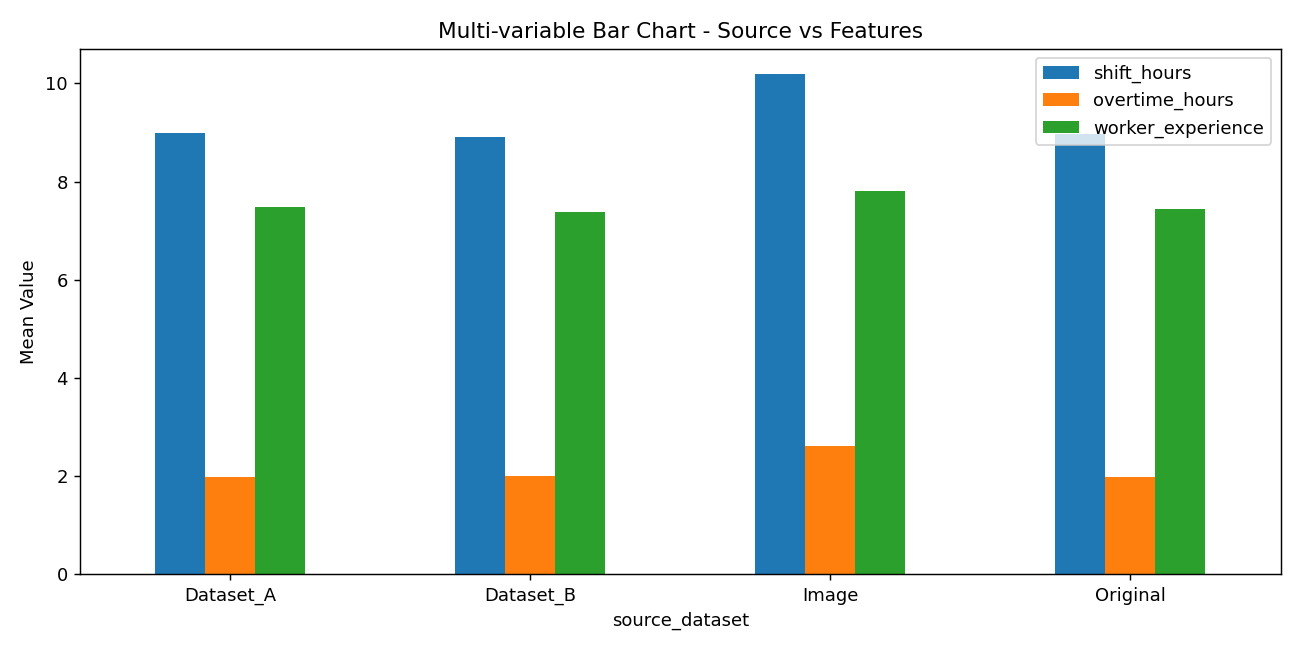 Multi-variable Bar Chart - Source vs Features
shift_hours
overtime_hours
worker_experience
10
8
6
4
2
0
Mean Value
Dataset_A
Dataset_B
Image
Original
source_dataset